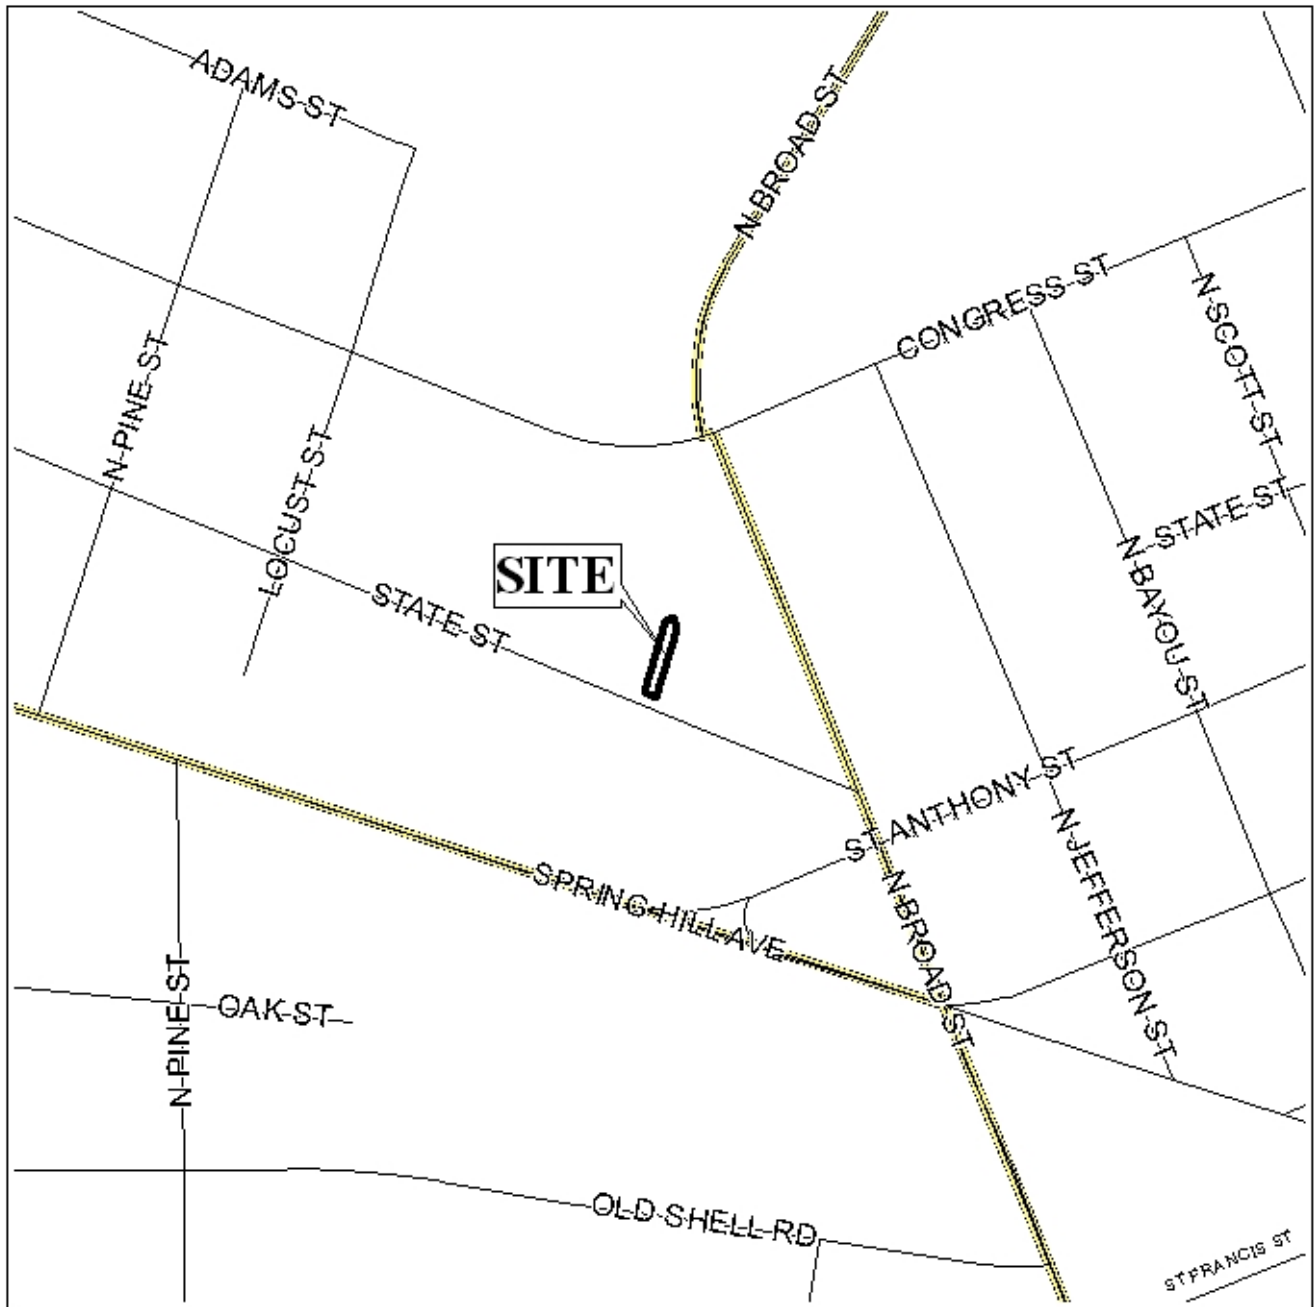 ADAMS ST
N BROAD ST
CONGRESS ST
N SCOTT ST
N PINE ST
LOCUST ST
N STATE ST
SITE
STATE ST
N BAYOU ST
ST ANTHONY ST
N JEFFERSON ST
SPRING HILL AVE
N BROAD ST
N PINE ST
OAK ST
OLD SHELL RD
ST FRANCIS ST